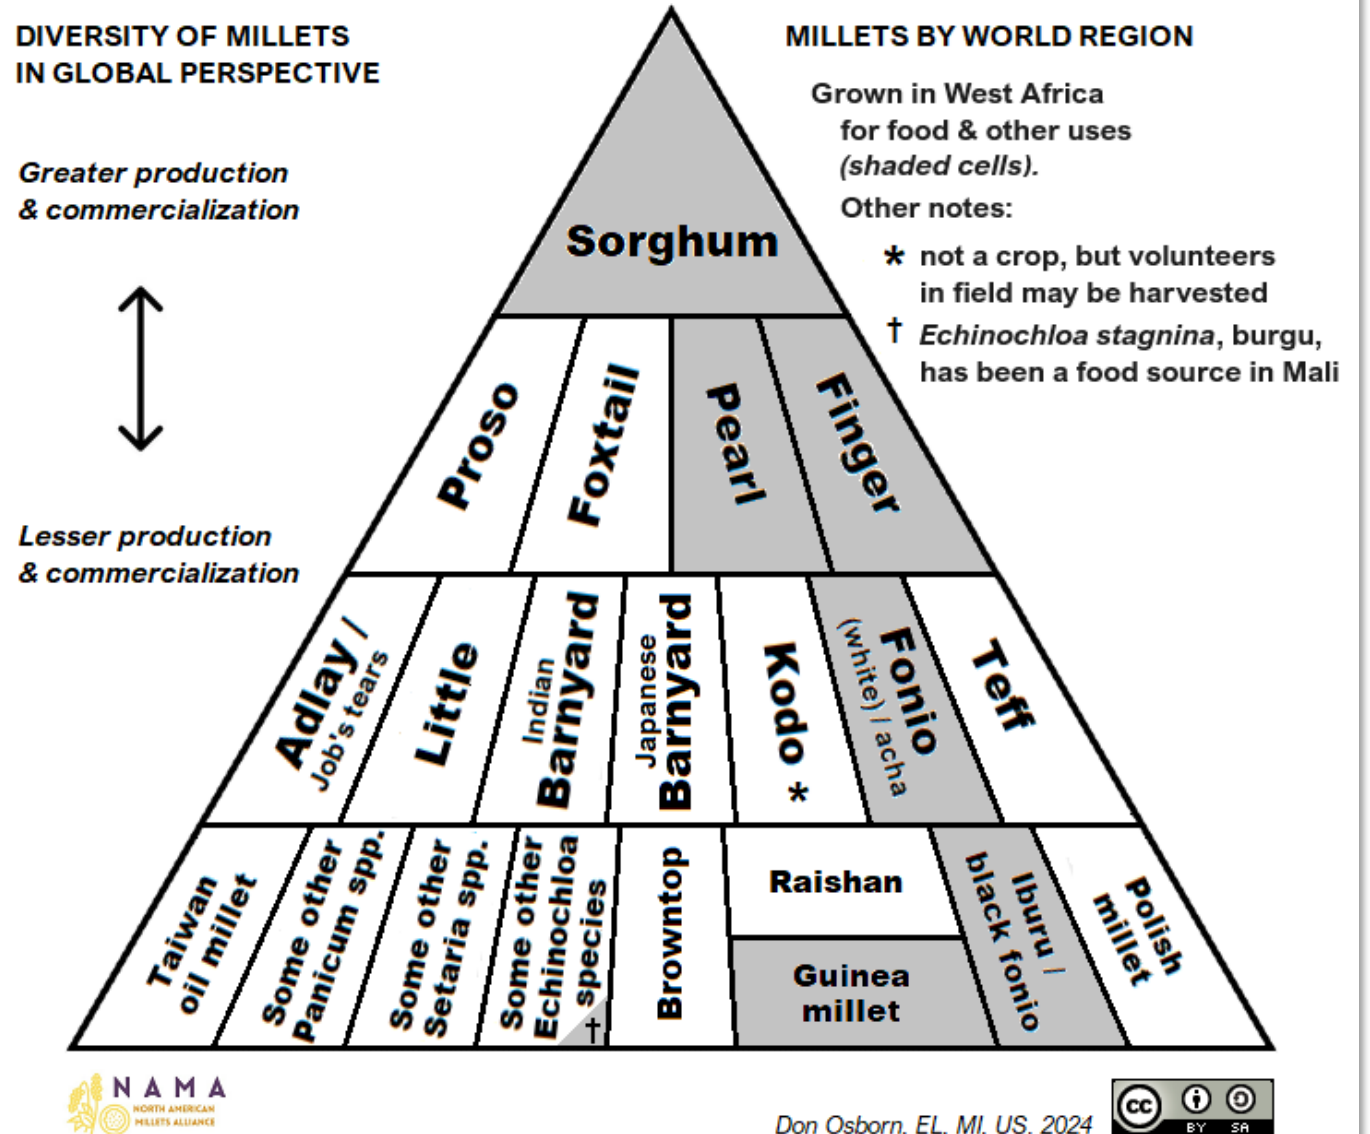 DIVERSITY OF MILLETS
IN GLOBAL PERSPECTIVE
MILLETS BY WORLD REGION
Grown in West Africa
for food & other uses
(shaded cells).
Other notes:
* not a crop, but volunteers
in field may be harvested
† Echinochloa stagnina, burgu,
has been a food source in Mali
Greater production
& commercialization
Lesser production
& commercialization
Sorghum
Proso
Foxtail
Pearl
Finger
Adlay /
Job's tears
Little
Indian
Barnyard
Japanese
Barnyard
Kodo *
Fonio
(white) / acha
Teff
Taiwan
oil millet
Some other
Panicum spp.
Some other
Setaria spp.
Some other
Echinochloa
species
†
Browntop
Raishan
Guinea
millet
Iburu /
black fonio
Polish
millet
NAMA
NORTH AMERICAN
MILLETS ALLIANCE
Don Osborn, EL, MI, US, 2024
cc
BY SA